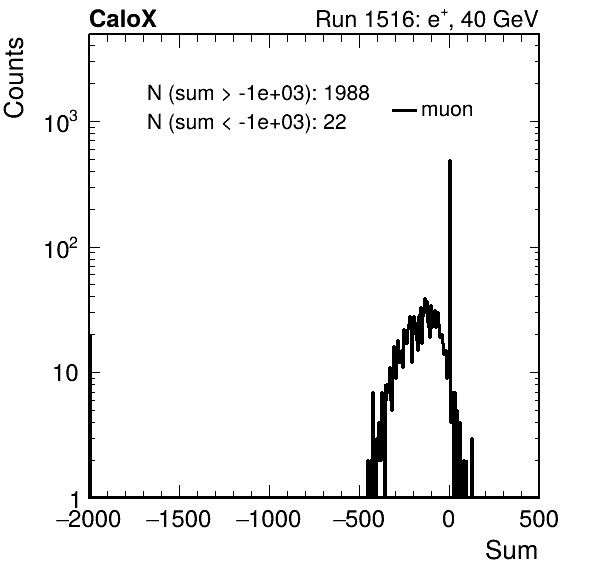 CaloX Run 1516: e⁺, 40 GeV
Counts
N (sum > -1e+03): 1988
N (sum < -1e+03): 22
muon
10³
10²
10
1
−2000 −1500 −1000 −500 0 500
Sum